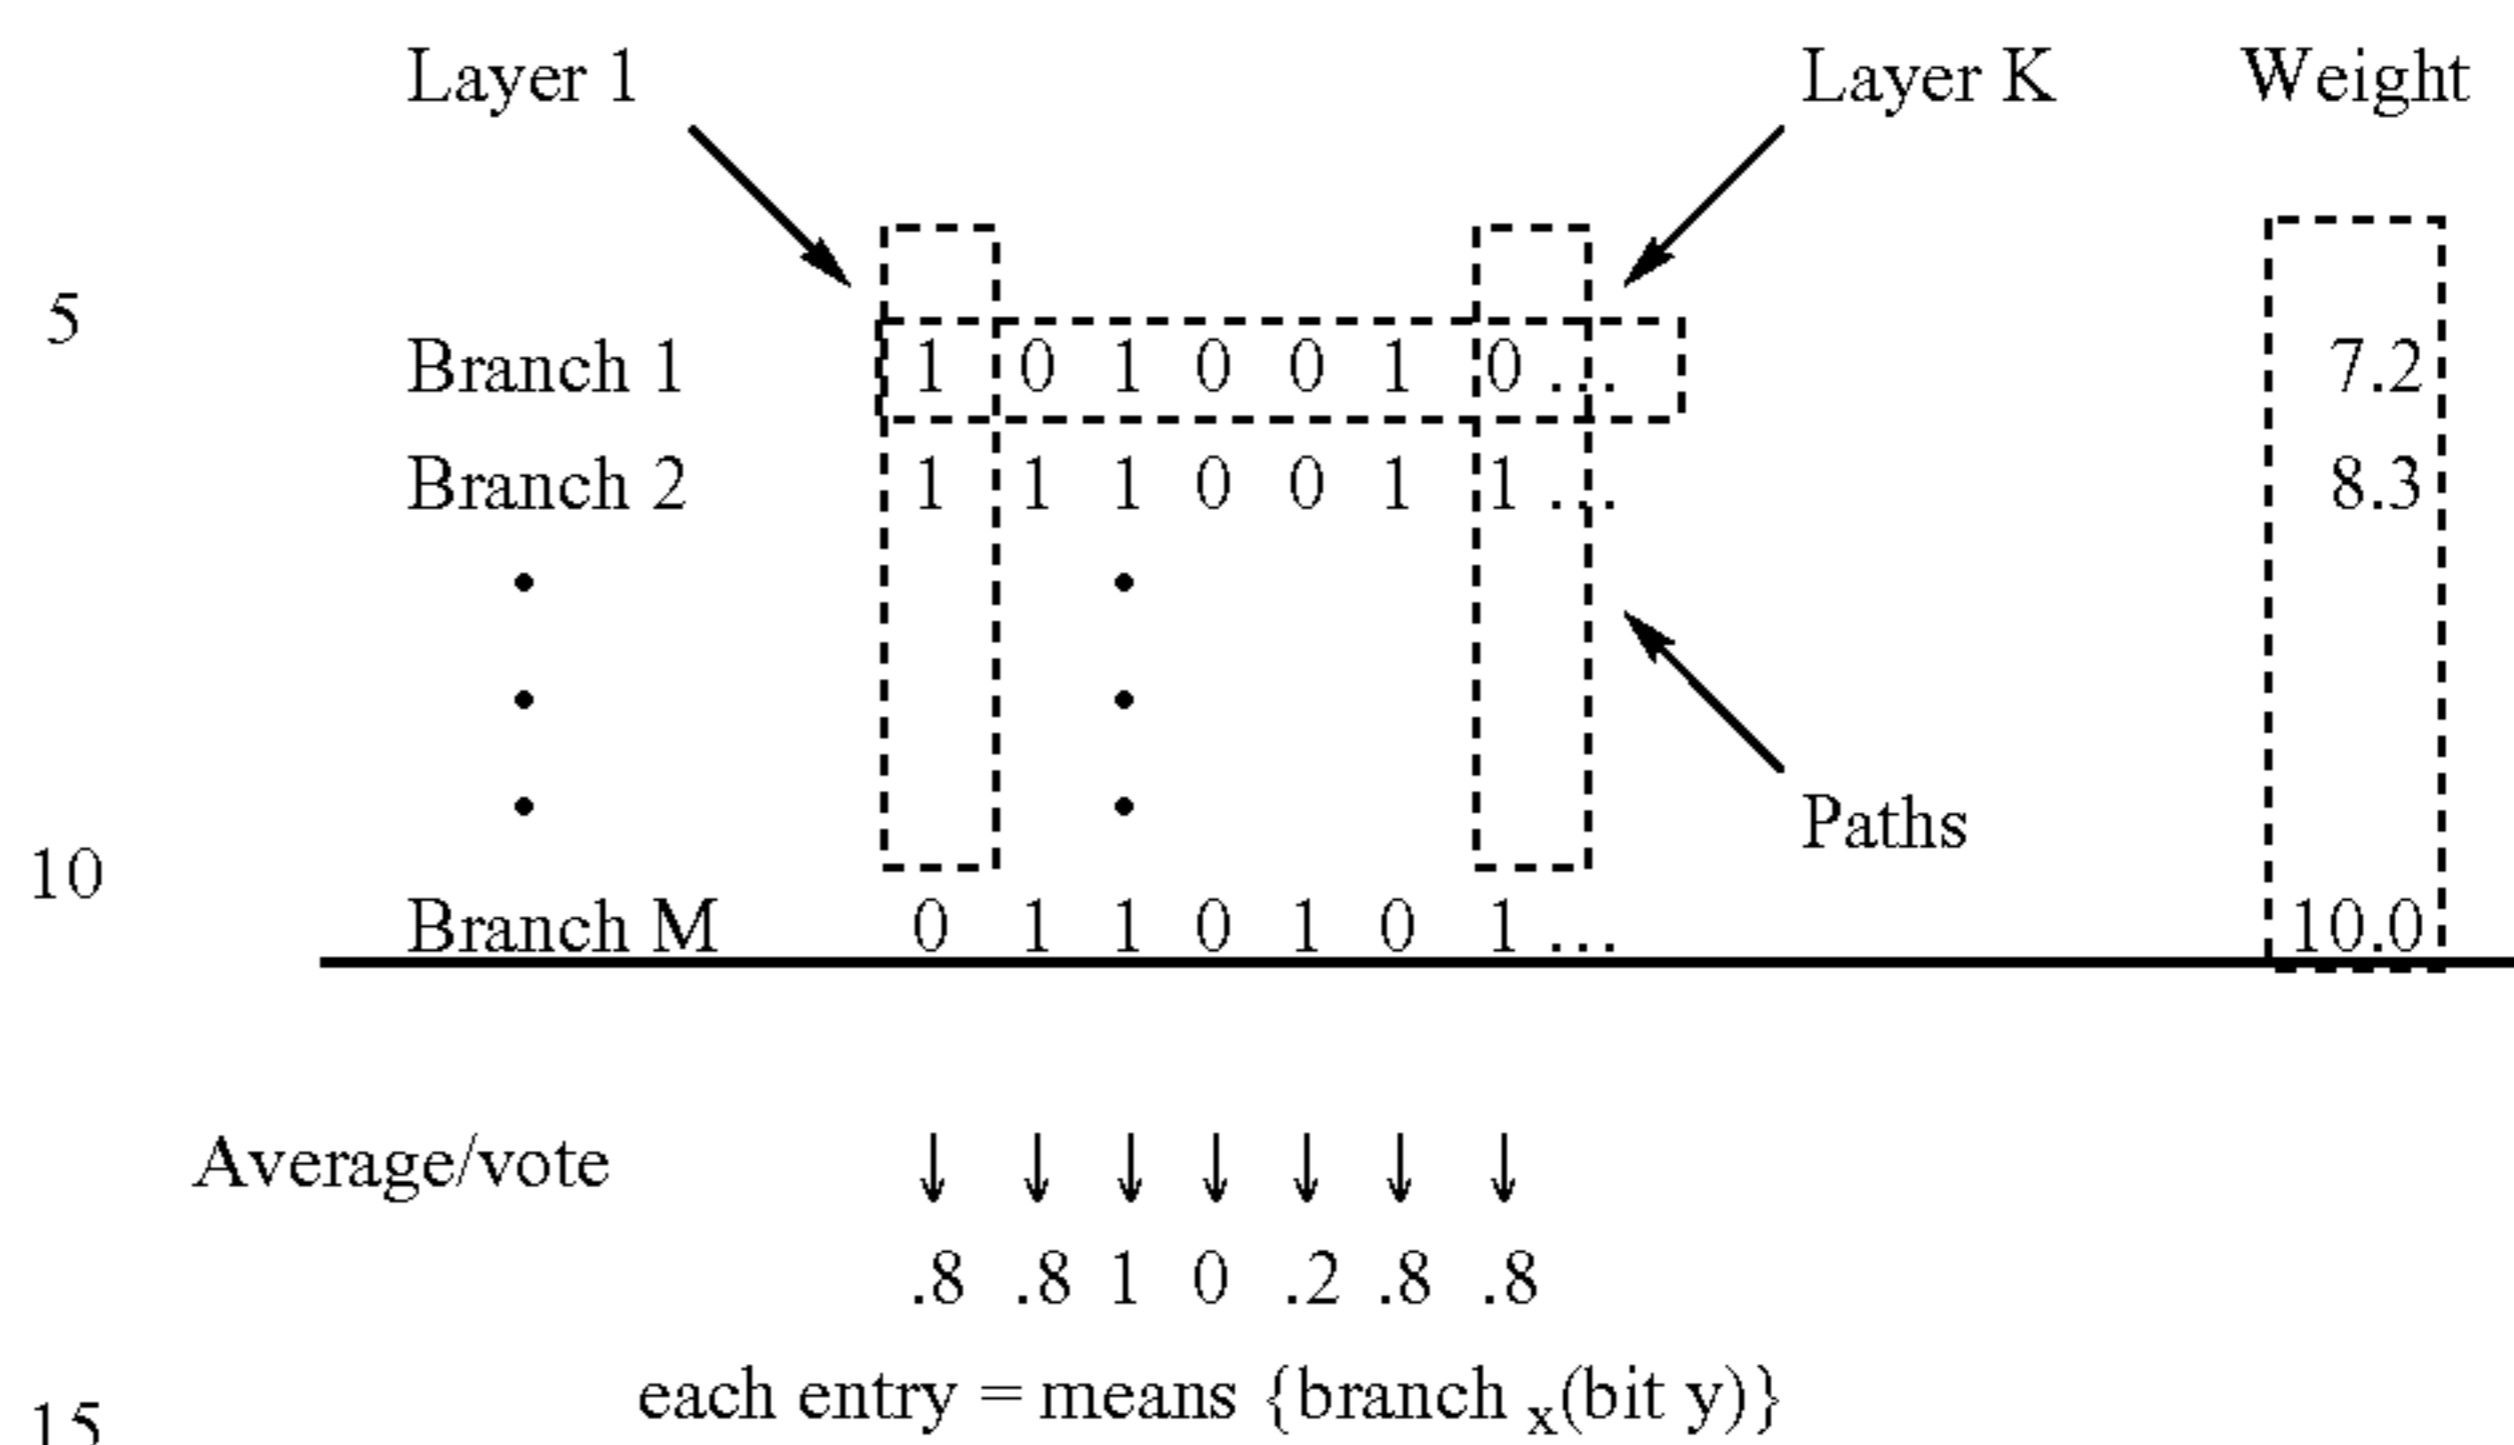 Layer 1 Layer K Weight
5
Branch 1 1 0 1 0 0 1 0 ... 7.2
Branch 2 1 1 1 0 0 1 1 ... 8.3
Paths
10
Branch M 0 1 1 0 1 0 1 ... 10.0
Average/vote
.8 .8 1 0 .2 .8 .8
each entry = means {branch x(bit y)}
15